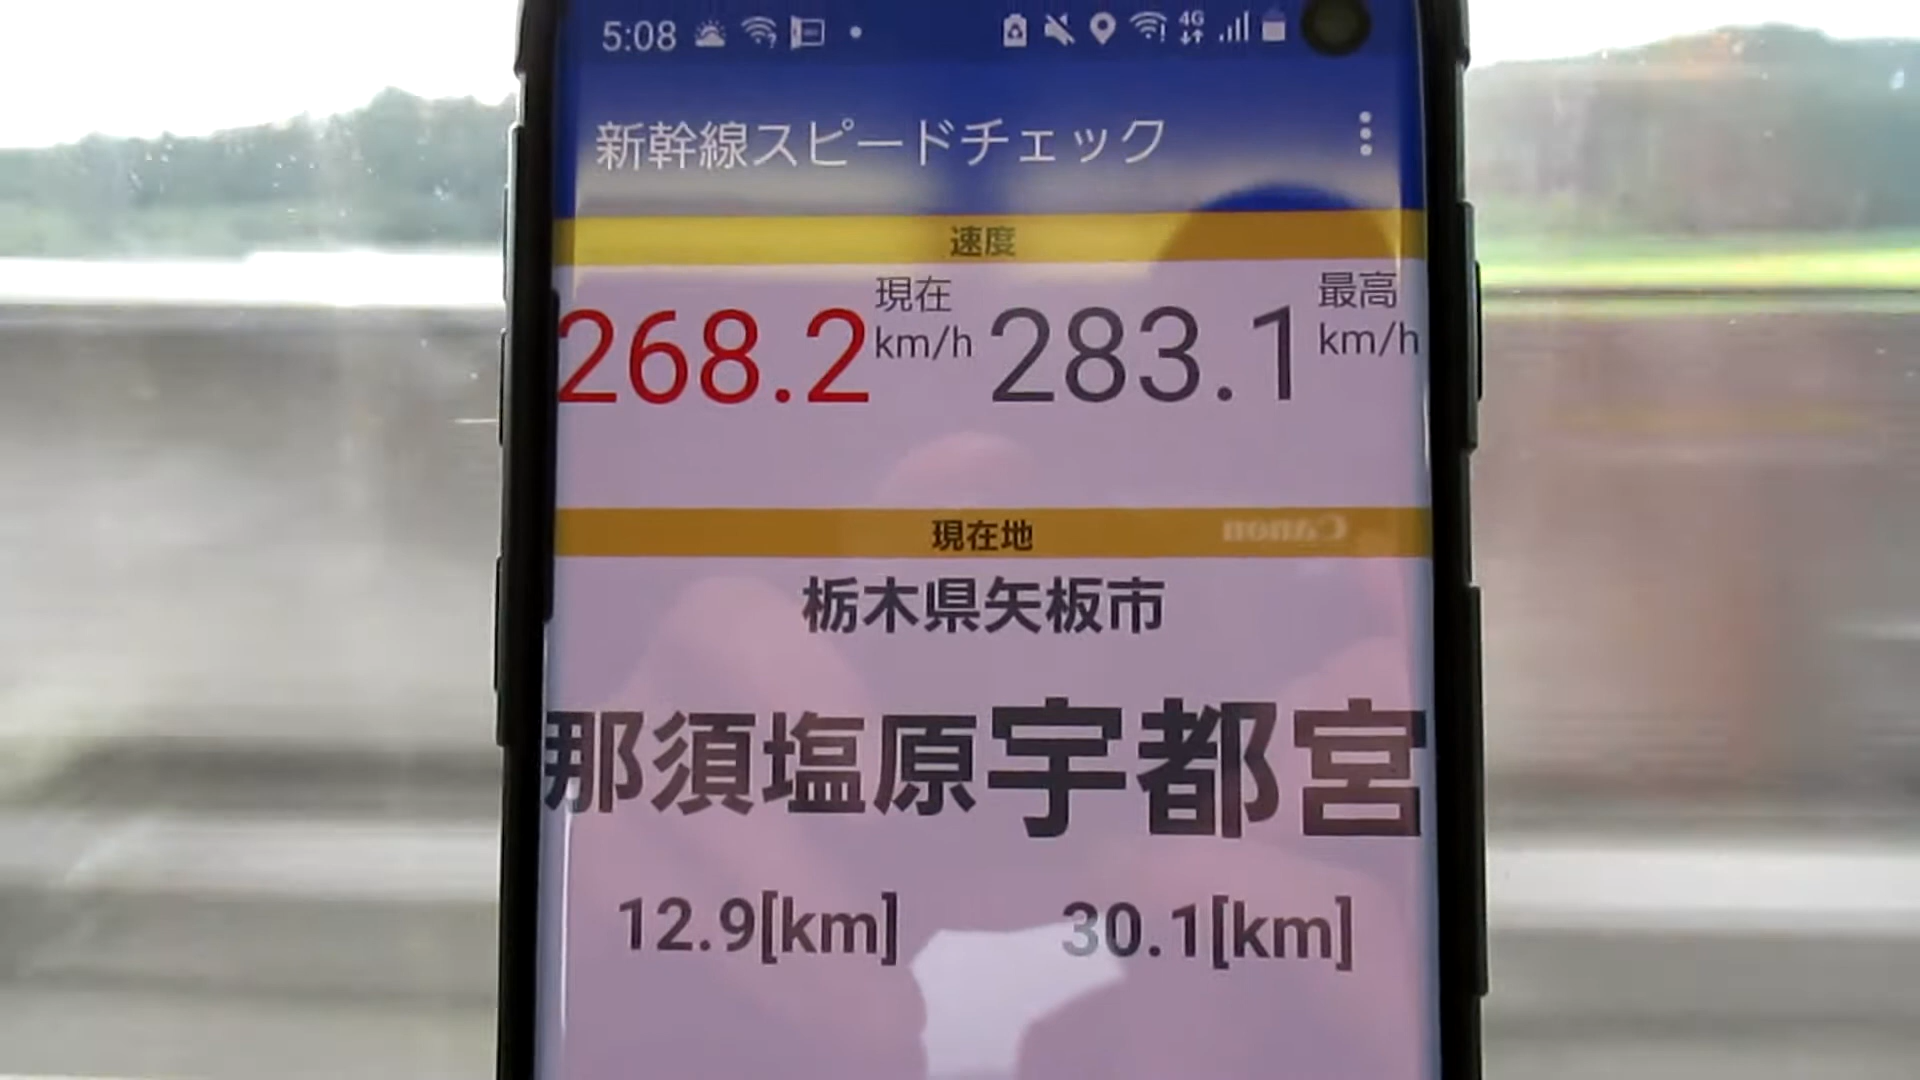 5:08 4G
新幹線スピードチェック
速度
268.2 現在 km/h 283.1 最高 km/h
現在地
Canon
栃木県矢板市
那須塩原 宇都宮
12.9[km] 30.1[km]